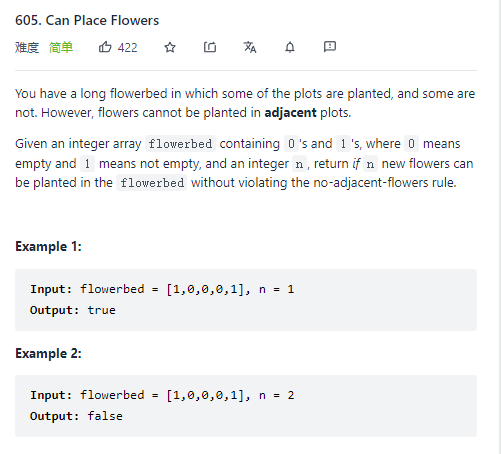 605. Can Place Flowers
难度 简单 422
You have a long flowerbed in which some of the plots are planted, and some are
not. However, flowers cannot be planted in adjacent plots.
Given an integer array flowerbed containing 0 's and 1 's, where 0 means
empty and 1 means not empty, and an integer n, return if n new flowers can
be planted in the flowerbed without violating the no-adjacent-flowers rule.
Example 1:
Input: flowerbed = [1,0,0,0,1], n = 1
Output: true
Example 2:
Input: flowerbed = [1,0,0,0,1], n = 2
Output: false